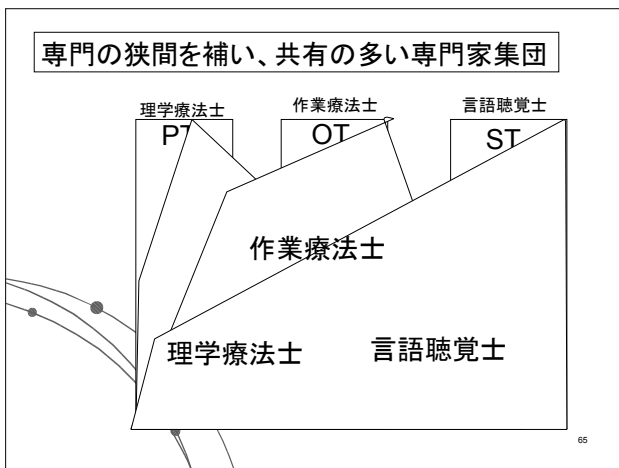 専門の狭間を補い、共有の多い専門家集団
理学療法士 作業療法士 言語聴覚士
PT OT ST
作業療法士
理学療法士 言語聴覚士
65